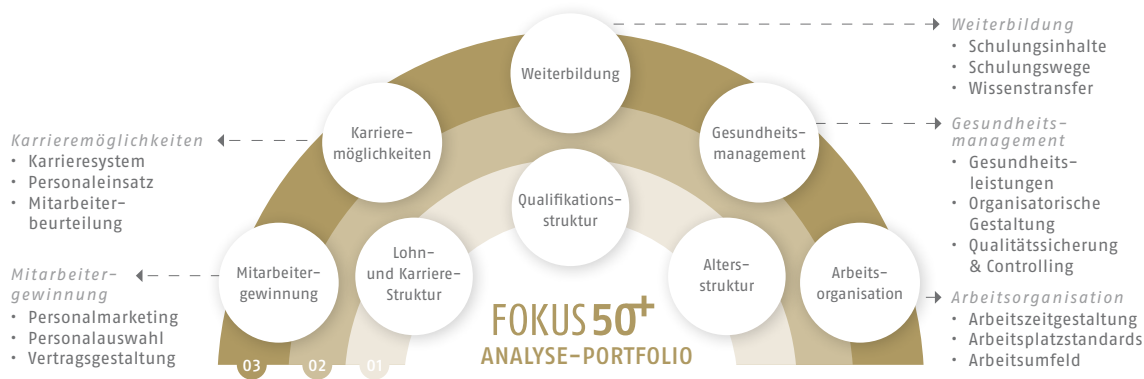 Karrieremöglichkeiten
• Karrieresystem
• Personaleinsatz
• Mitarbeiter-
beurteilung
Mitarbeiter-
gewinnung
• Personalmarketing
• Personalauswahl
• Vertragsgestaltung
Weiterbildung
Karriere-
möglichkeiten
Gesundheits-
management
Qualifikations-
struktur
Mitarbeiter-
gewinnung
Lohn-
und Karriere-
Struktur
Alters-
struktur
Arbeits-
organisation
FOKUS 50+
ANALYSE-PORTFOLIO
03
02
01
Weiterbildung
• Schulungsinhalte
• Schulungswege
• Wissenstransfer
Gesundheits-
management
• Gesundheits-
leistungen
• Organisatorische
Gestaltung
• Qualitätssicherung
& Controlling
Arbeitsorganisation
• Arbeitszeitgestaltung
• Arbeitsplatzstandards
• Arbeitsumfeld